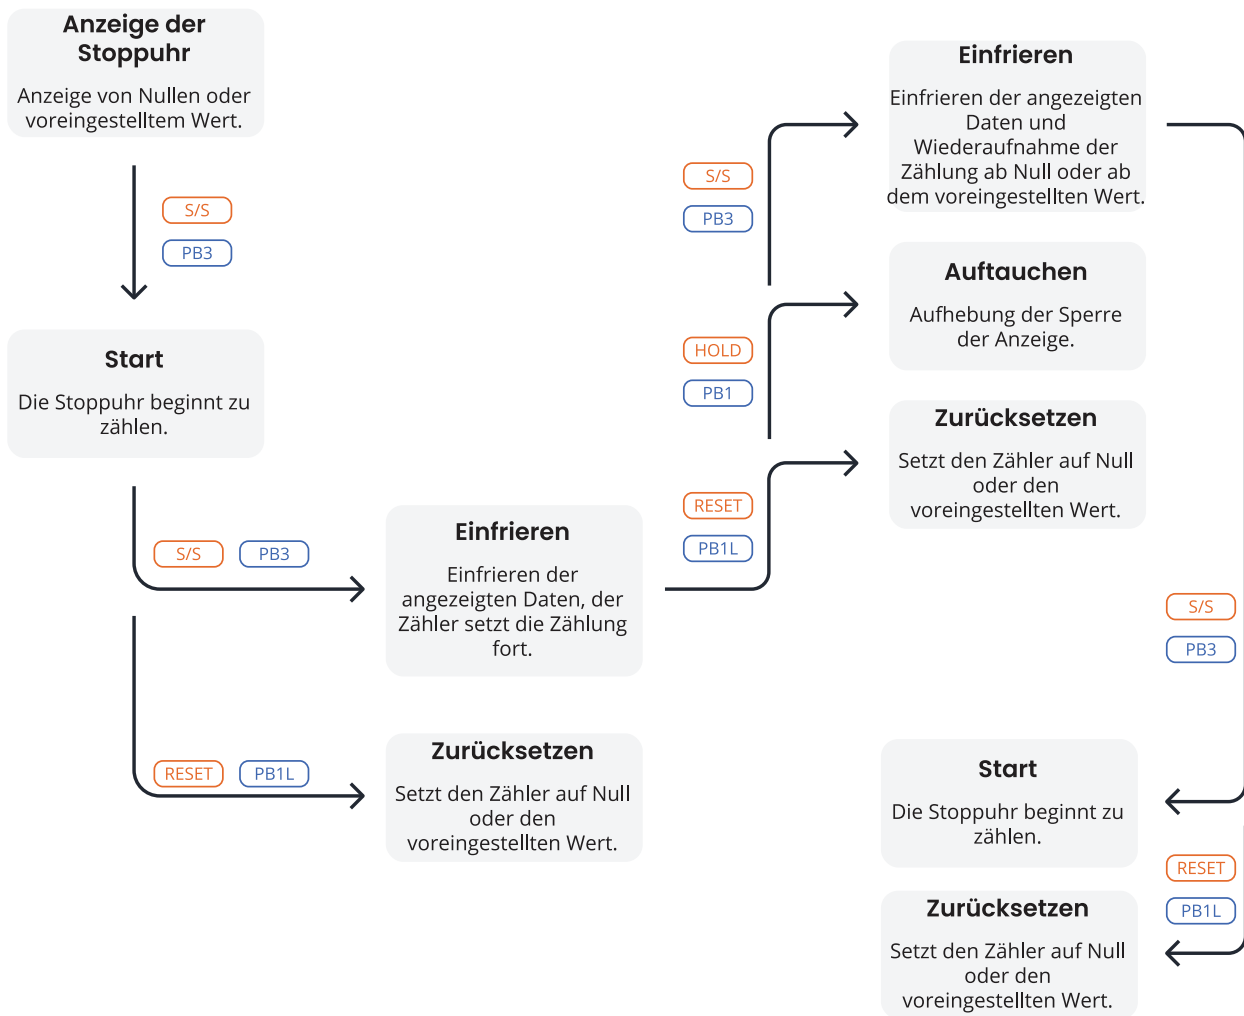 Anzeige der
Stoppuhr
Anzeige von Nullen oder
voreingestelltem Wert.
S/S
PB3
Start
Die Stoppuhr beginnt zu
zählen.
S/S PB3
Einfrieren
Einfrieren der
angezeigten Daten, der
Zähler setzt die Zählung
fort.
RESET PB1L
Zurücksetzen
Setzt den Zähler auf Null
oder den
voreingestellten Wert.
S/S
PB3
Einfrieren
Einfrieren der angezeigten
Daten und
Wiederaufnahme der
Zählung ab Null oder ab
dem voreingestellten Wert.
HOLD
PB1
Auftauchen
Aufhebung der Sperre
der Anzeige.
RESET
PB1L
Zurücksetzen
Setzt den Zähler auf Null
oder den
voreingestellten Wert.
S/S
PB3
Start
Die Stoppuhr beginnt zu
zählen.
RESET
PB1L
Zurücksetzen
Setzt den Zähler auf Null
oder den
voreingestellten Wert.